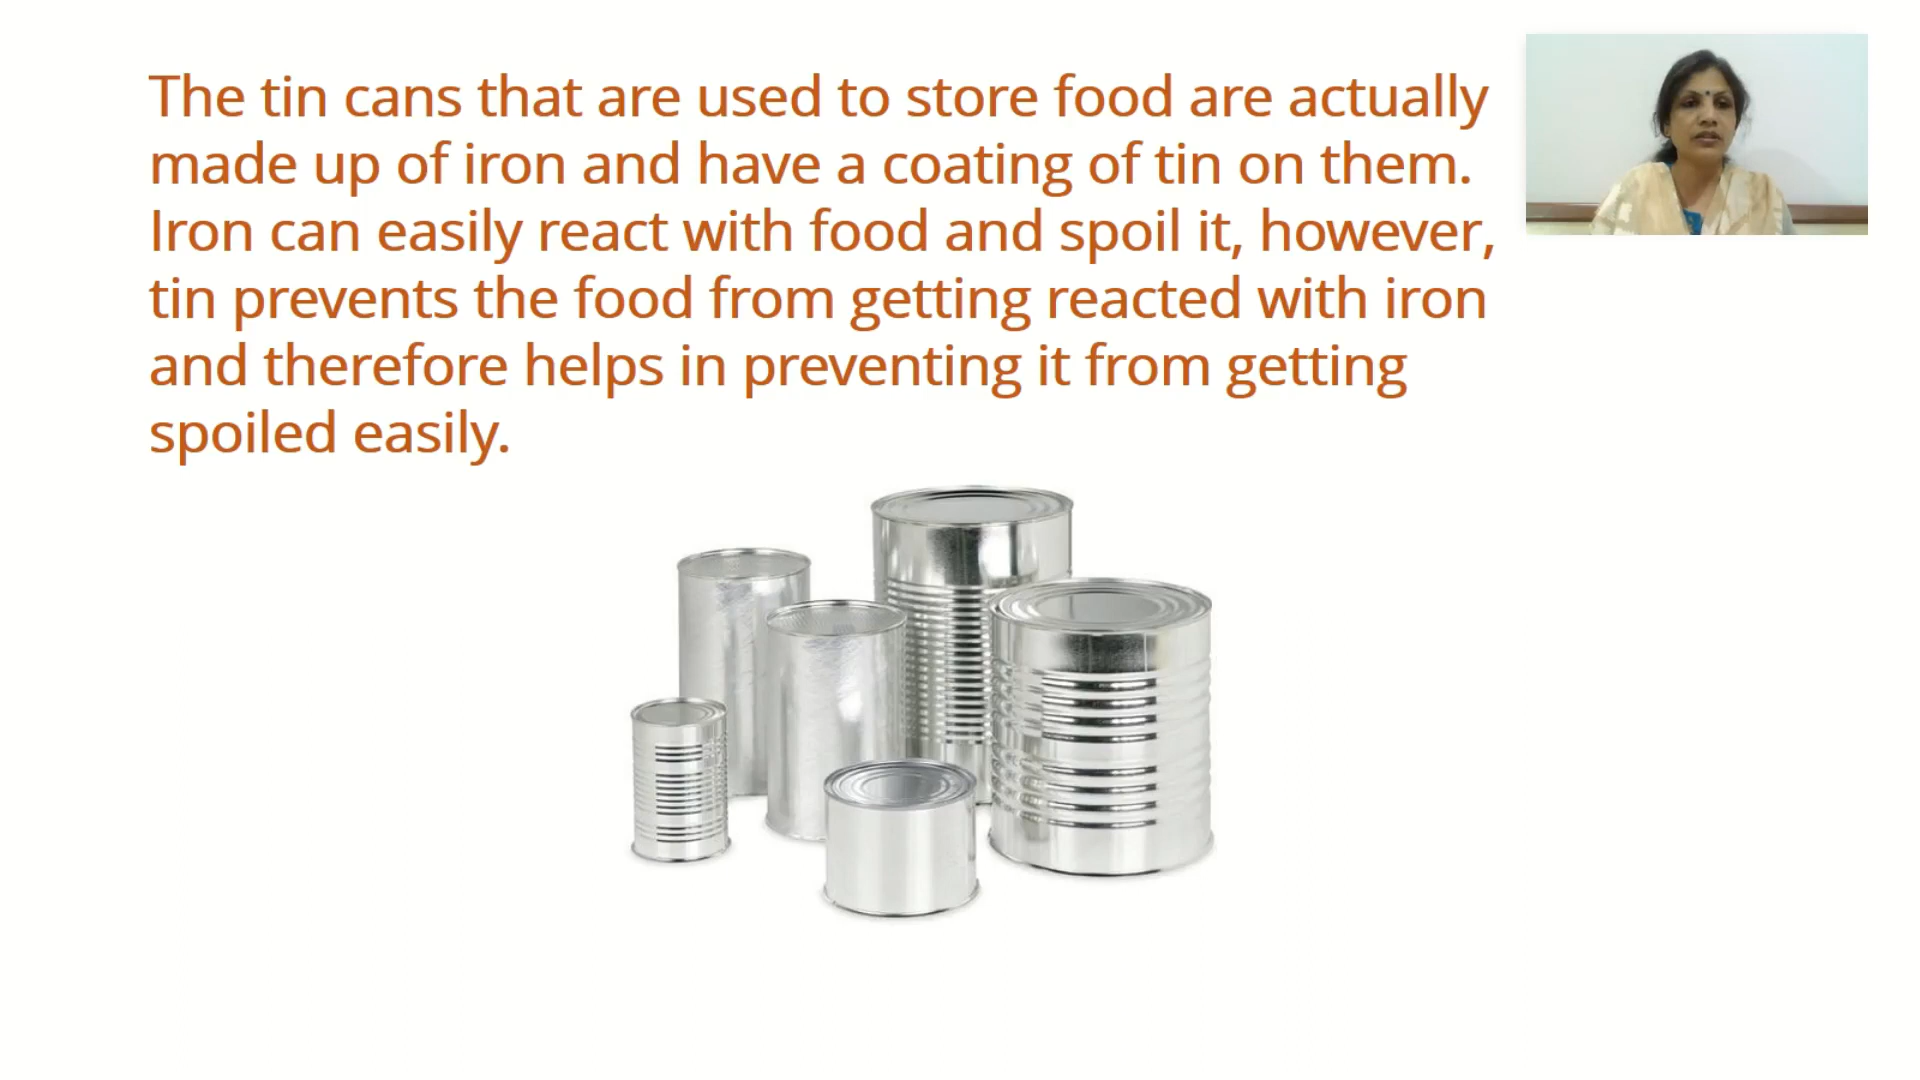 The tin cans that are used to store food are actually
made up of iron and have a coating of tin on them.
Iron can easily react with food and spoil it, however,
tin prevents the food from getting reacted with iron
and therefore helps in preventing it from getting
spoiled easily.